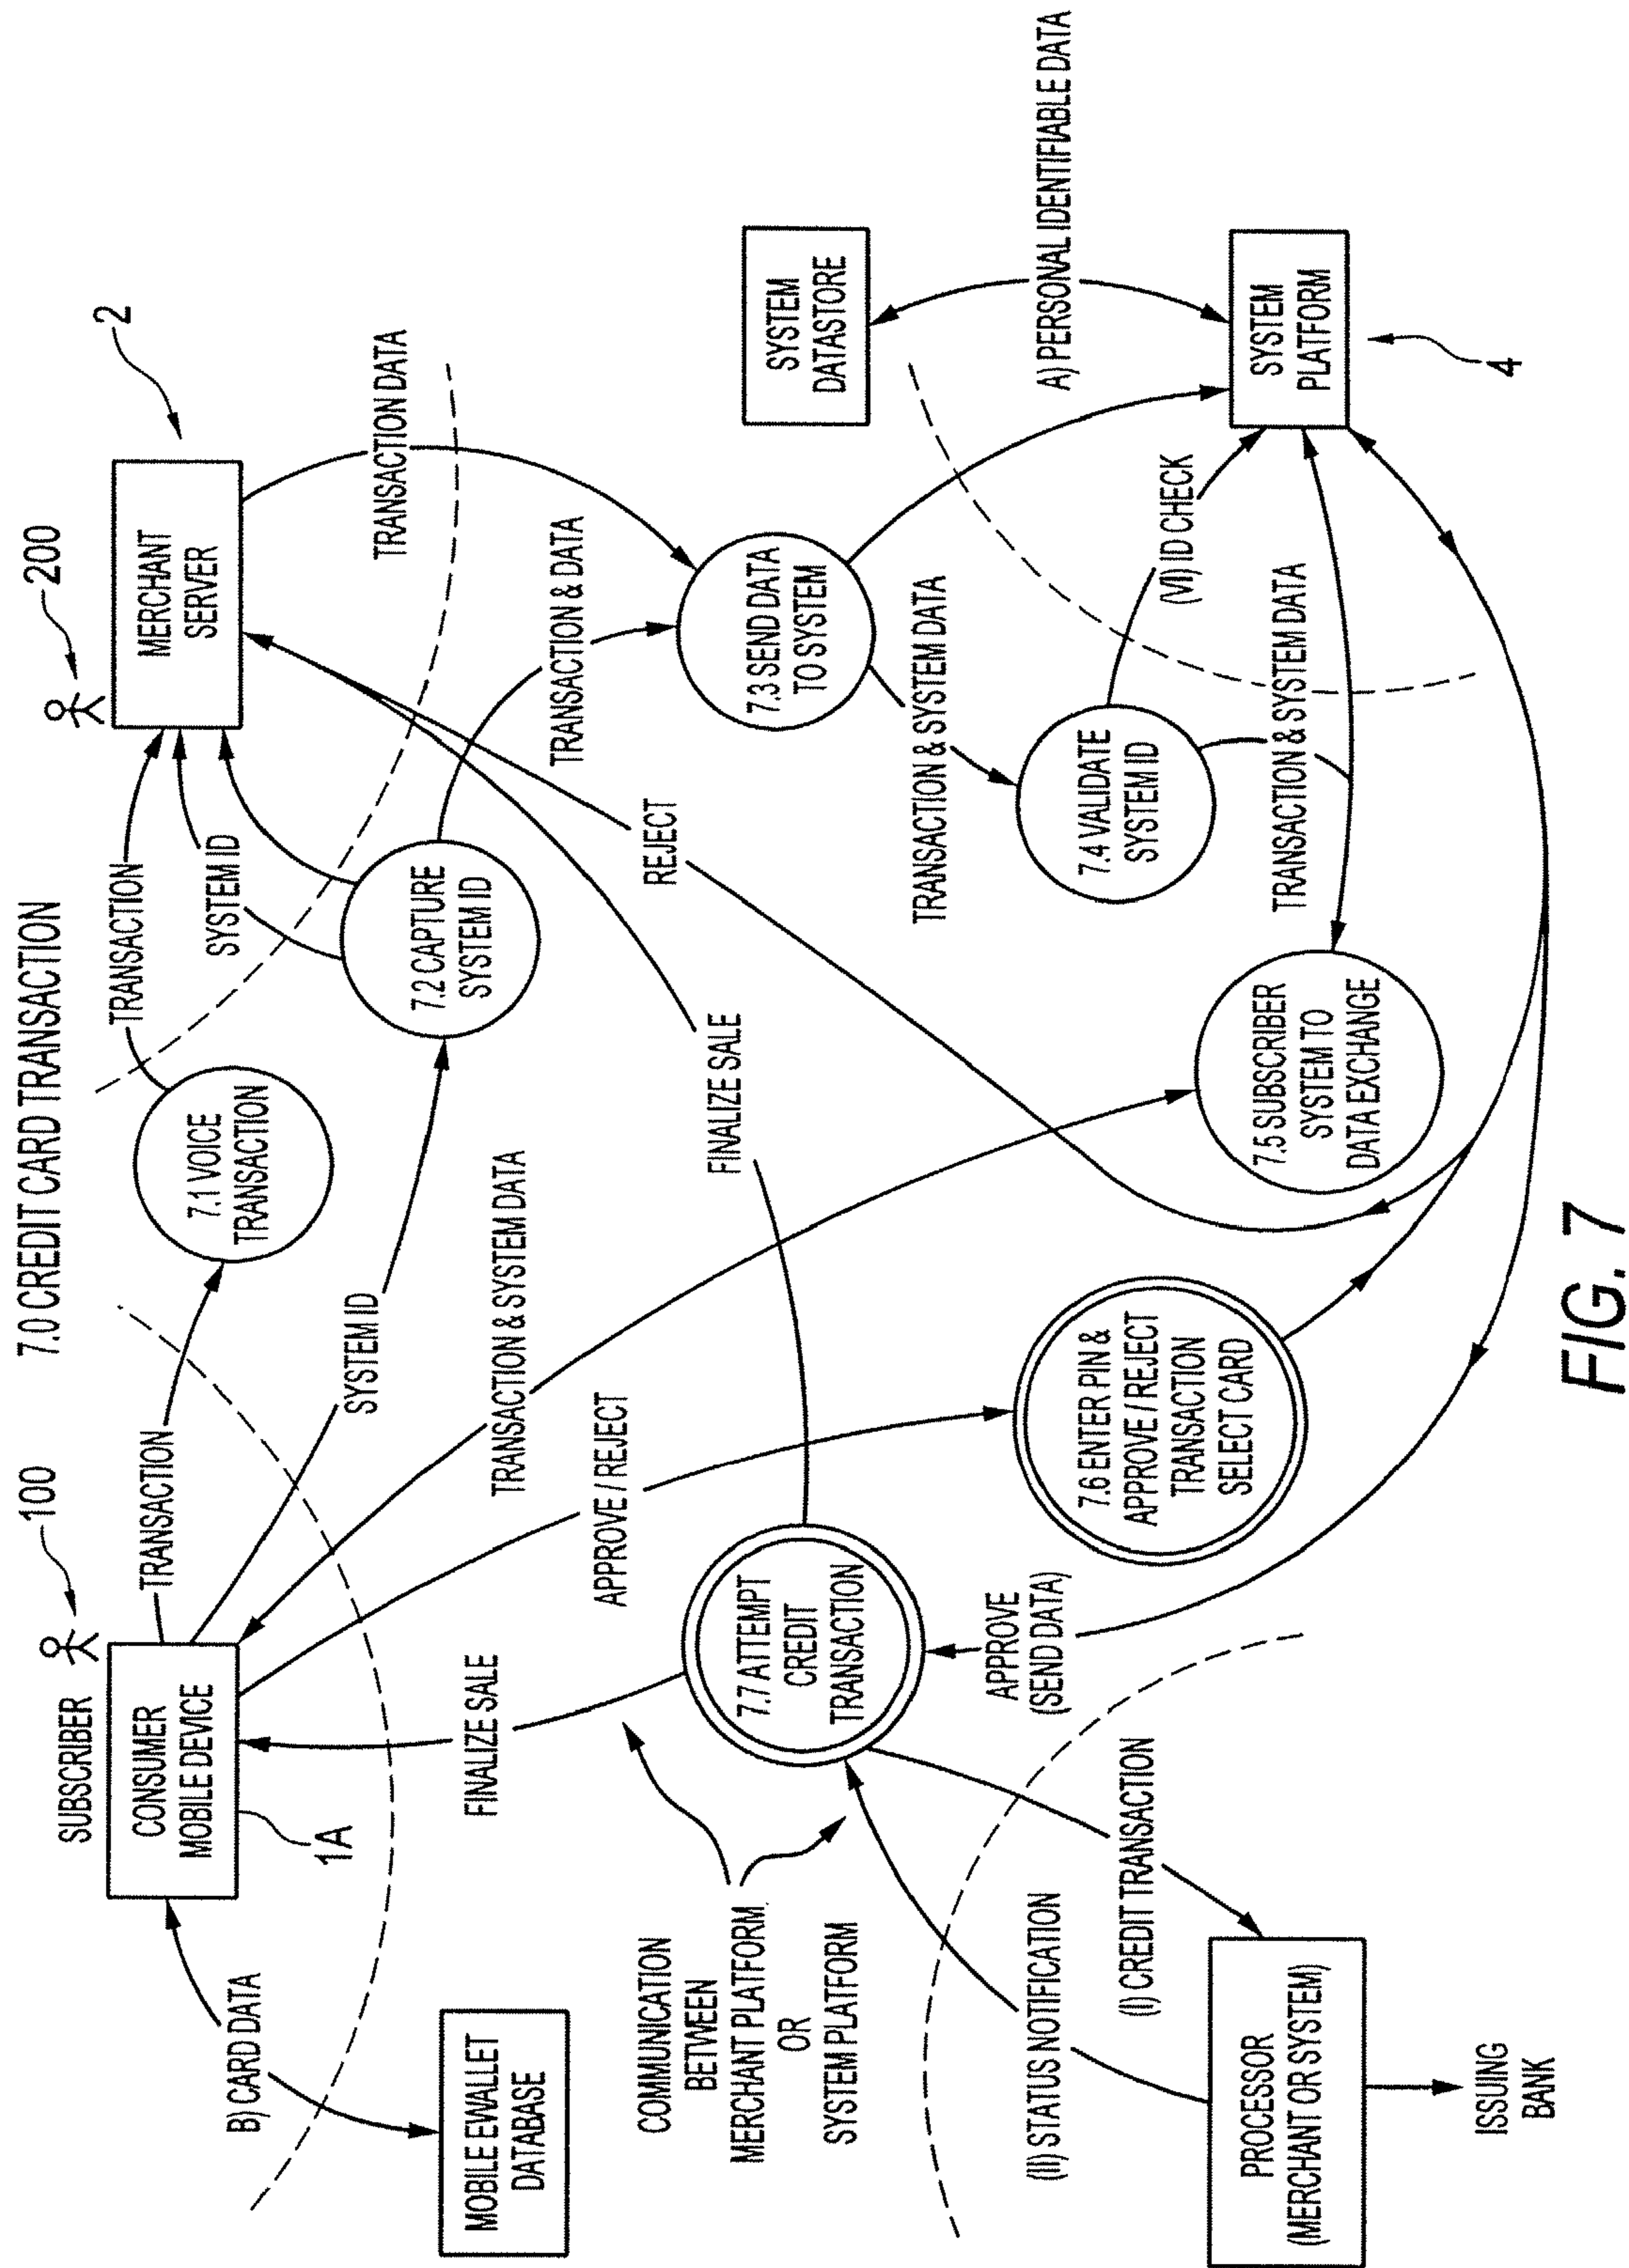 7.0 CREDIT CARD TRANSACTION
SUBSCRIBER
100
CONSUMER
MOBILE DEVICE
1A
TRANSACTION
7.1 VOICE
TRANSACTION
TRANSACTION
200
MERCHANT
SERVER
2
B) CARD DATA
MOBILE EWALLET
DATABASE
SYSTEM ID
7.2 CAPTURE
SYSTEM ID
SYSTEM ID
TRANSACTION DATA
TRANSACTION & DATA
FINALIZE SALE
APPROVE / REJECT
TRANSACTION & SYSTEM DATA
FINALIZE SALE
REJECT
7.3 SEND DATA
TO SYSTEM
SYSTEM
DATASTORE
COMMUNICATION
BETWEEN
MERCHANT PLATFORM
OR
SYSTEM PLATFORM
7.7 ATTEMPT
CREDIT
TRANSACTION
TRANSACTION & SYSTEM DATA
7.4 VALIDATE
SYSTEM ID
(VI) ID CHECK
A) PERSONAL IDENTIFIABLE DATA
(II) STATUS NOTIFICATION
(I) CREDIT TRANSACTION
APPROVE
(SEND DATA)
7.6 ENTER PIN &
APPROVE / REJECT
TRANSACTION
SELECT CARD
7.5 SUBSCRIBER
SYSTEM TO
DATA EXCHANGE
TRANSACTION & SYSTEM DATA
SYSTEM
PLATFORM
4
PROCESSOR
(MERCHANT OR SYSTEM)
ISSUING
BANK
FIG. 7